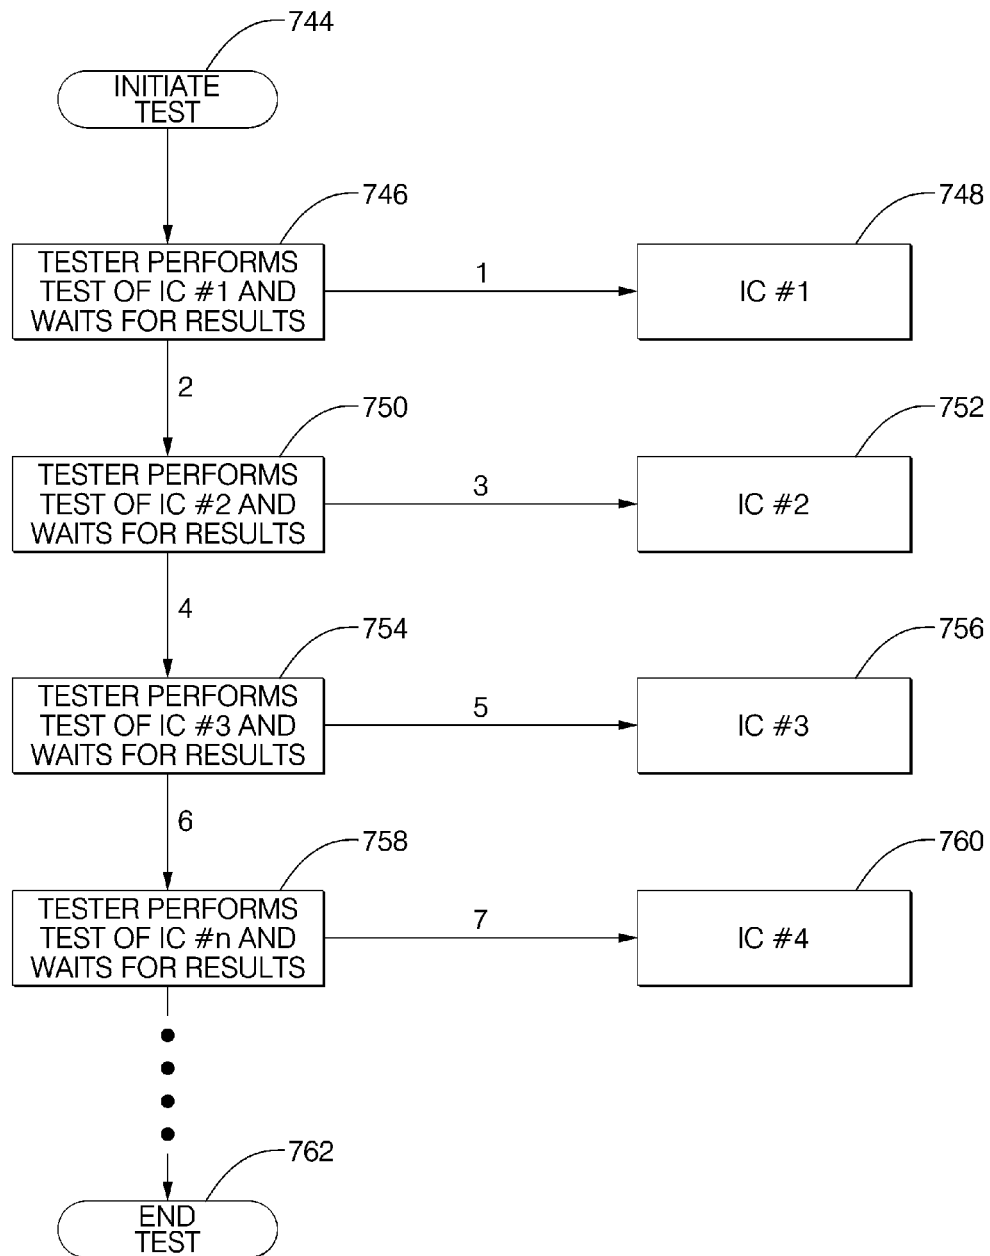 744
INITIATE
TEST
746
748
TESTER PERFORMS
TEST OF IC #1 AND
WAITS FOR RESULTS
1
IC #1
2
750
752
TESTER PERFORMS
TEST OF IC #2 AND
WAITS FOR RESULTS
3
IC #2
4
754
756
TESTER PERFORMS
TEST OF IC #3 AND
WAITS FOR RESULTS
5
IC #3
6
758
760
TESTER PERFORMS
TEST OF IC #n AND
WAITS FOR RESULTS
7
IC #4
762
END
TEST